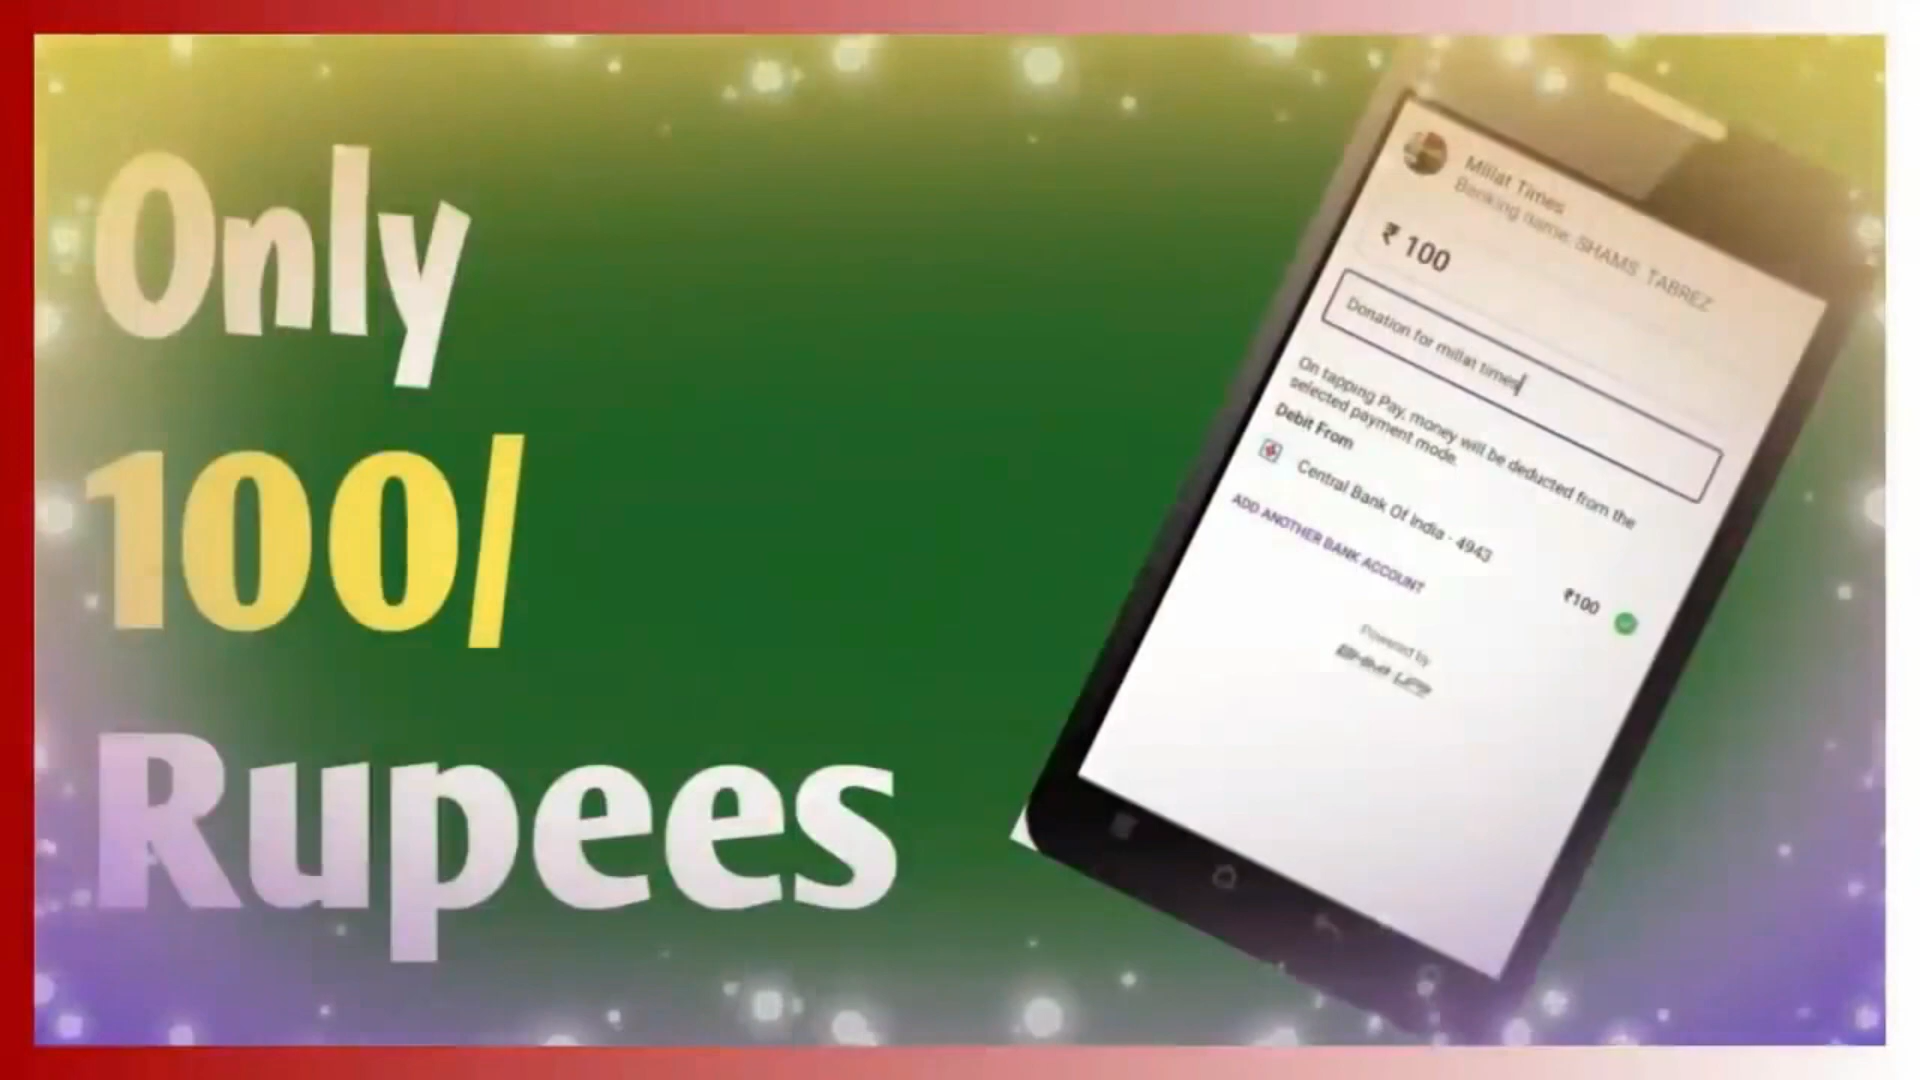 Only
100/
Rupees
Millat Times
Banking name: SHAMS TABREZ
₹ 100
Donation for millat times
On tapping Pay, money will be deducted from the
selected payment mode.
Debit From
Central Bank Of India - 4943
₹100
ADD ANOTHER BANK ACCOUNT
Powered by
BHIM UPI